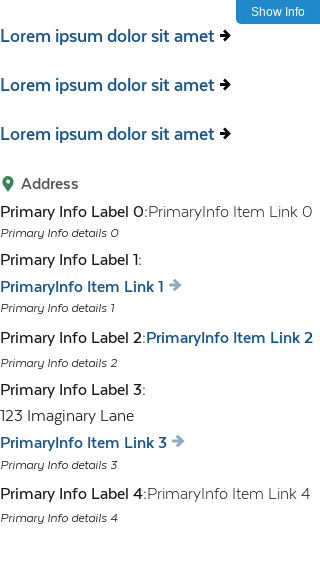 Show Info
Lorem ipsum dolor sit amet
Lorem ipsum dolor sit amet
Lorem ipsum dolor sit amet
Address
Primary Info Label 0:PrimaryInfo Item Link 0
Primary Info details 0
Primary Info Label 1:
PrimaryInfo Item Link 1
Primary Info details 1
Primary Info Label 2:PrimaryInfo Item Link 2
Primary Info details 2
Primary Info Label 3:
123 Imaginary Lane
PrimaryInfo Item Link 3
Primary Info details 3
Primary Info Label 4:PrimaryInfo Item Link 4
Primary Info details 4